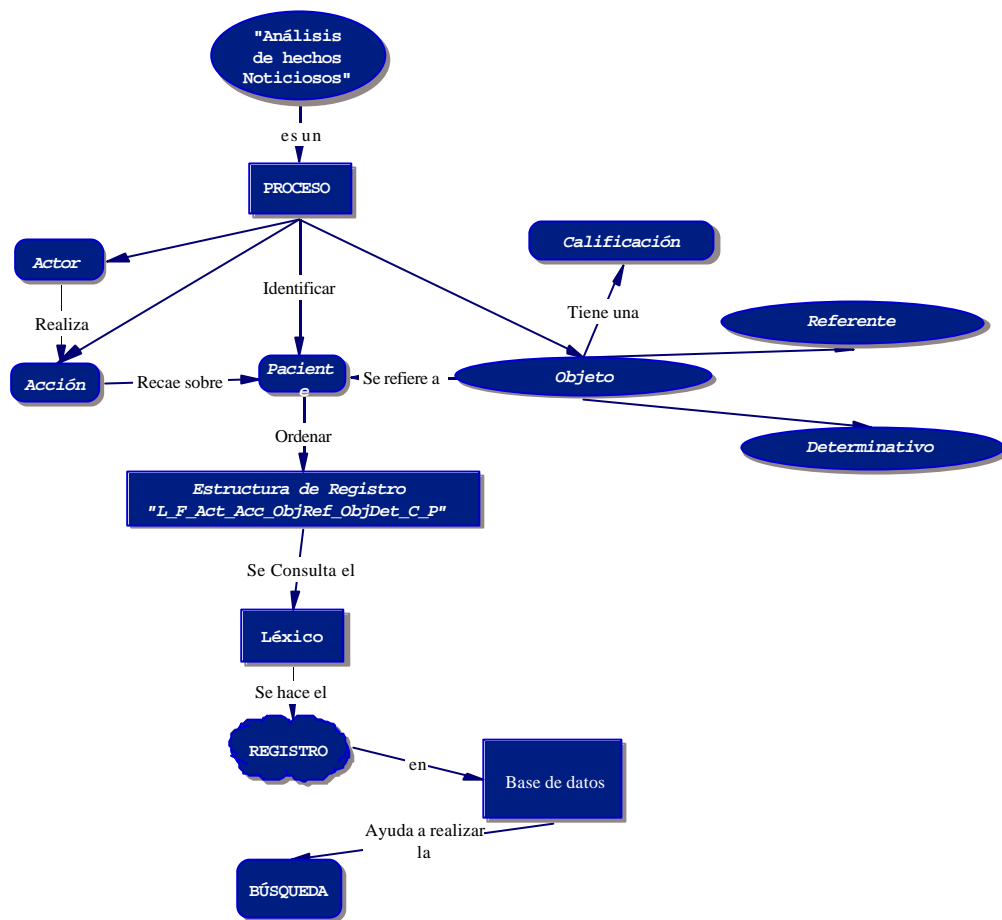 "Análisis
de hechos
Noticiosos"
es un
PROCESO
Calificación
Actor
Identificar
Tiene una
Realiza
Referente
Acción
Recae sobre
Pacient
e
Se refiere a
Objeto
Ordenar
Determinativo
Estructura de Registro
"L_F_Act_Acc_ObjRef_ObjDet_C_P"
Se Consulta el
Léxico
Se hace el
REGISTRO
en
Base de datos
Ayuda a realizar
la
BÚSQUEDA